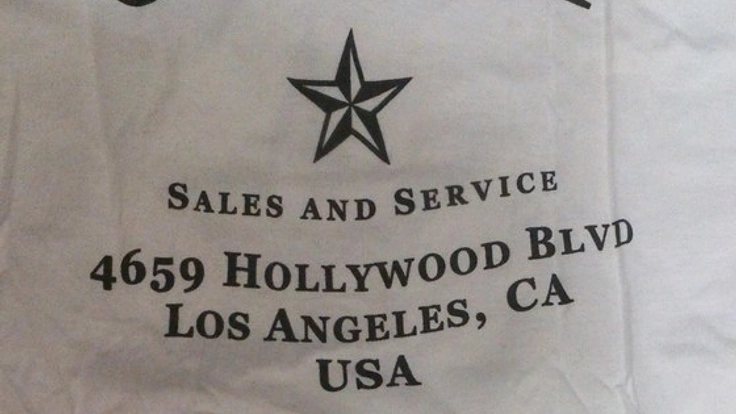 SALES AND SERVICE
4659 HOLLYWOOD BLVD
LOS ANGELES, CA
USA